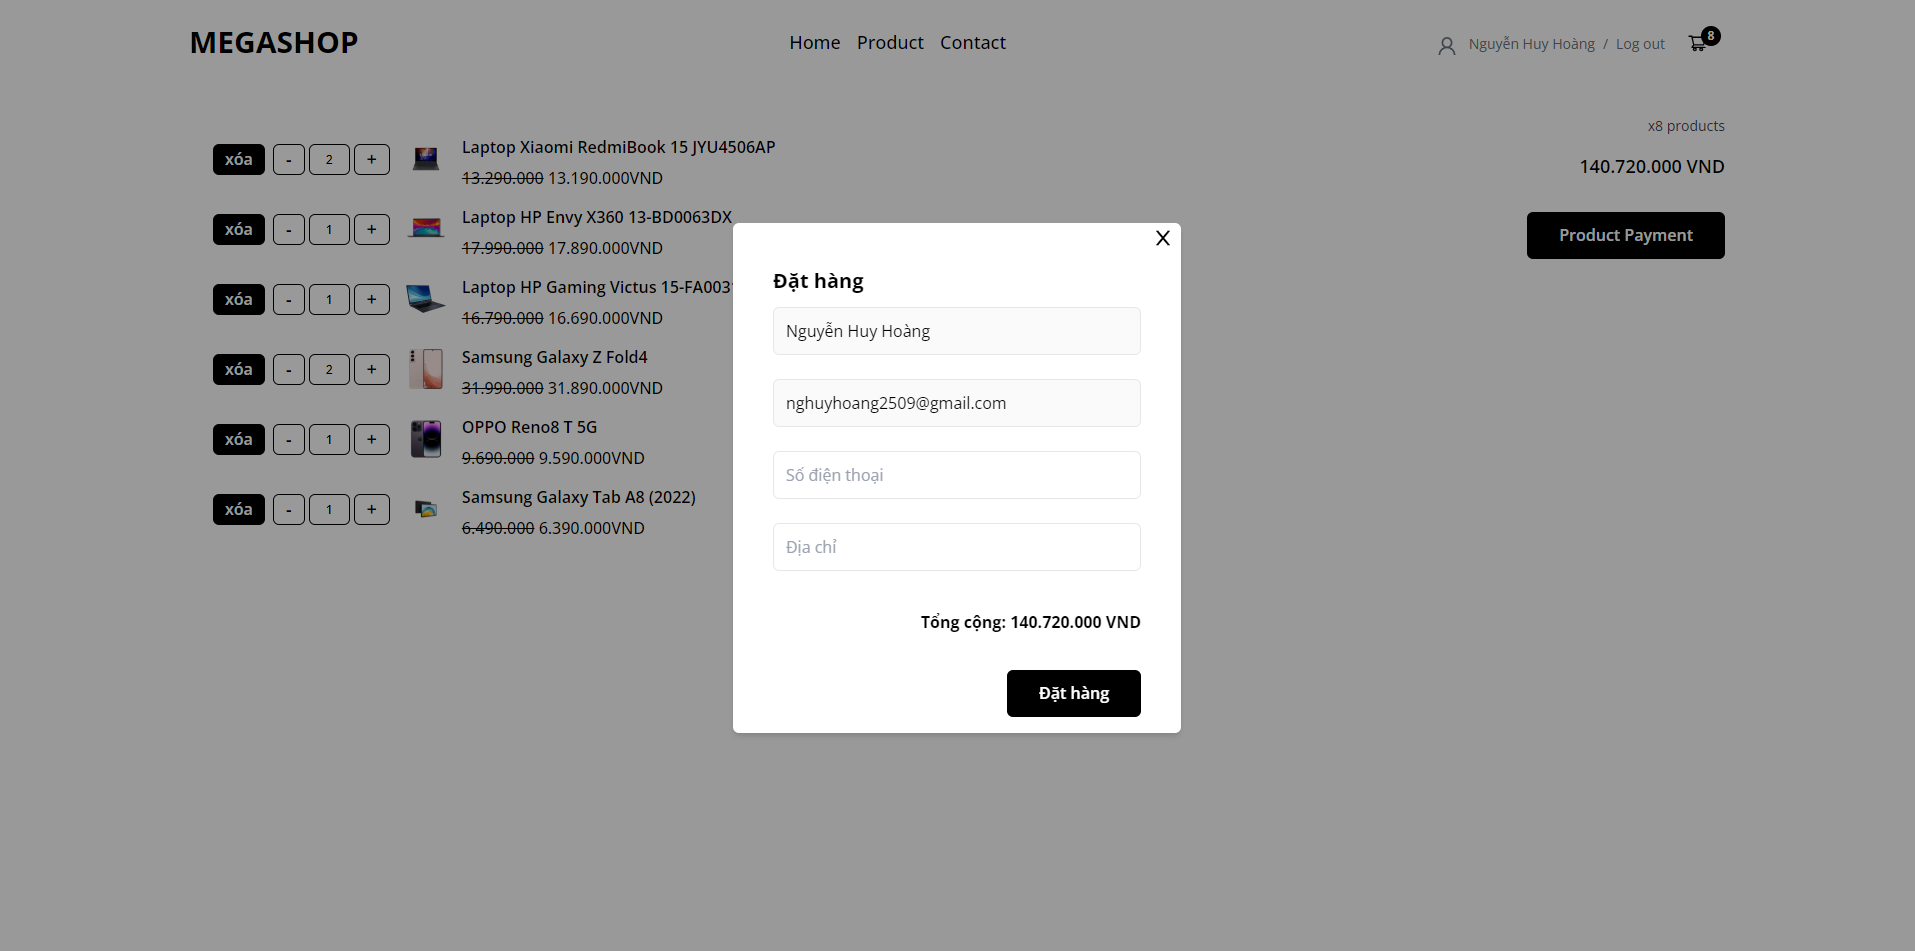 MEGASHOP
Home Product Contact
Nguyễn Huy Hoàng / Log out
8
x8 products
140.720.000 VND
Product Payment
xóa - 2 + Laptop Xiaomi RedmiBook 15 JYU4506AP
13.290.000 13.190.000VND
xóa - 1 + Laptop HP Envy X360 13-BD0063DX
17.990.000 17.890.000VND
xóa - 1 + Laptop HP Gaming Victus 15-FA0031
16.790.000 16.690.000VND
xóa - 2 + Samsung Galaxy Z Fold4
31.990.000 31.890.000VND
xóa - 1 + OPPO Reno8 T 5G
9.690.000 9.590.000VND
xóa - 1 + Samsung Galaxy Tab A8 (2022)
6.490.000 6.390.000VND
X
Đặt hàng
Nguyễn Huy Hoàng
nghuyhoang2509@gmail.com
Số điện thoại
Địa chỉ
Tổng cộng: 140.720.000 VND
Đặt hàng